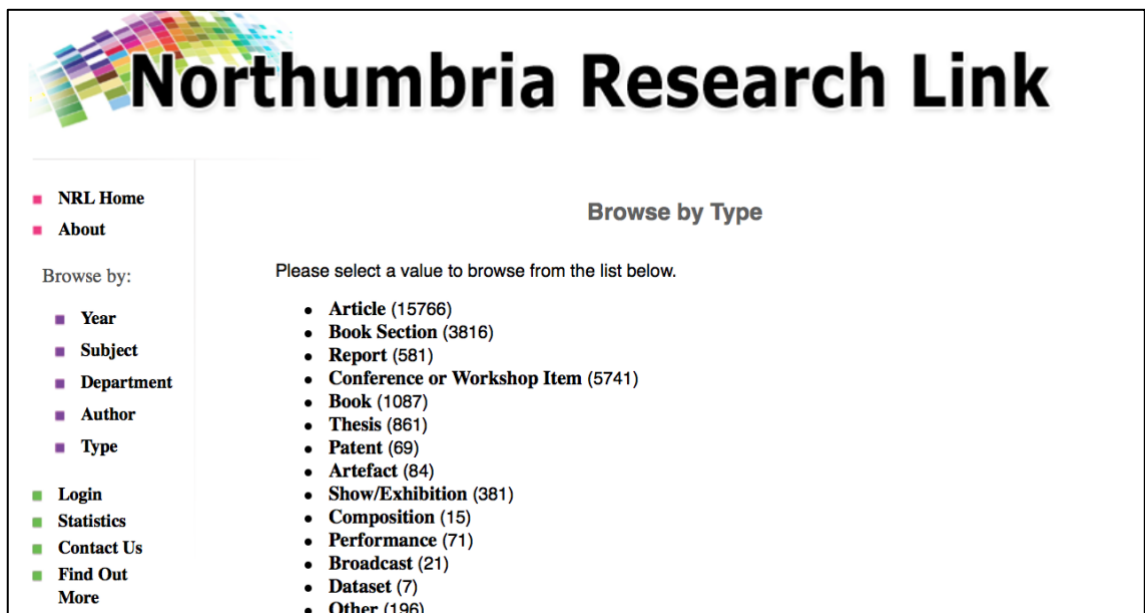 Northumbria Research Link
NRL Home
About
Browse by:
Year
Subject
Department
Author
Type
Login
Statistics
Contact Us
Find Out
More
Browse by Type
Please select a value to browse from the list below.
Article (15766)
Book Section (3816)
Report (581)
Conference or Workshop Item (5741)
Book (1087)
Thesis (861)
Patent (69)
Artefact (84)
Show/Exhibition (381)
Composition (15)
Performance (71)
Broadcast (21)
Dataset (7)
Other (196)